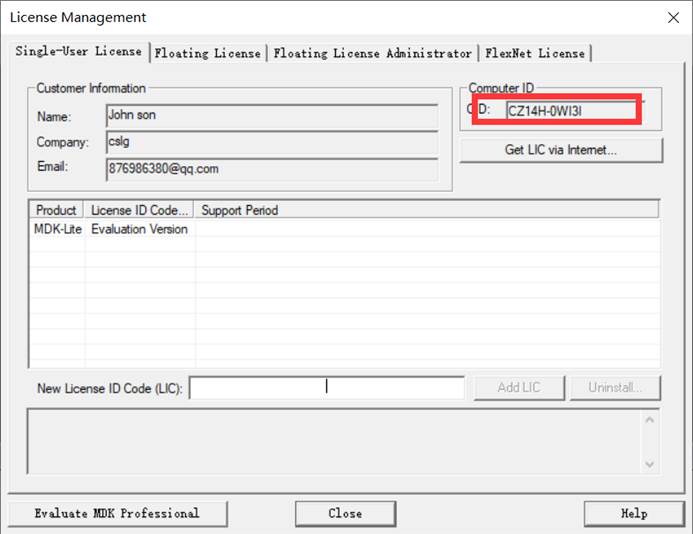 License Management
Single-User License Floating License Floating License Administrator FlexNet License
Customer Information
Name: John son
Company: cslg
Email: 876986380@qq.com
Computer ID
CID: CZ14H-0WI3I
Get LIC via Internet...
Product License ID Code... Support Period
MDK-Lite Evaluation Version
New License ID Code (LIC): Add LIC Uninstall...
Evaluate MDK Professional Close Help